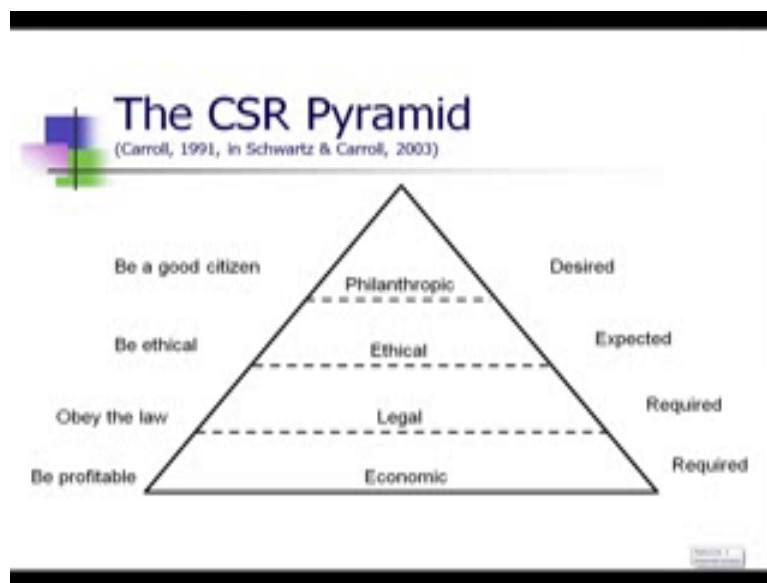 The CSR Pyramid
(Carroll, 1991, in Schwartz & Carroll, 2003)
Be a good citizen
Philanthropic
Desired
Be ethical
Ethical
Expected
Obey the law
Legal
Required
Be profitable
Economic
Required